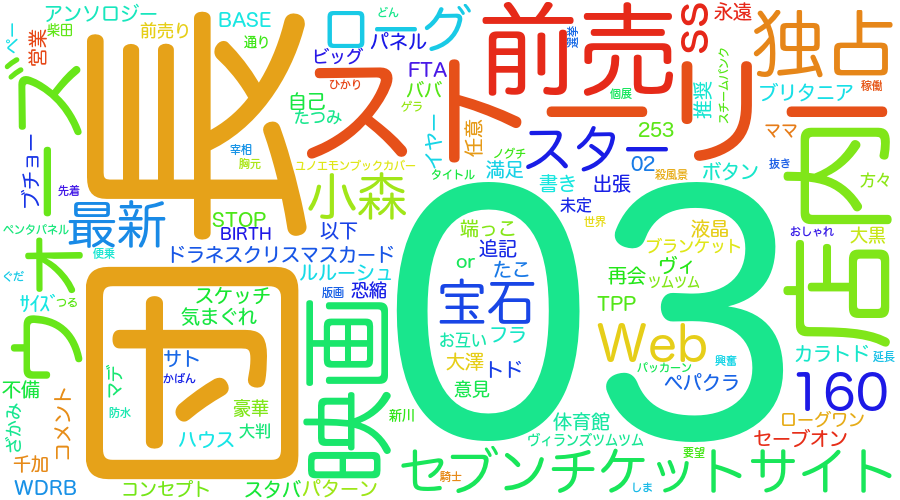 アンソロジー
柴田
前売り
BASE
通り
ローグ
どん
パネル
ビッグ
前売
SS
永遠
独占
営業
ペー
ズ
ウォーズ
長
国
ストーリー
ひかり
FTA
ババ
ゲラ
自己
たつみ
イヤー
任意
満足
ノグチ
個展
推奨
スチームパンク
ブリタニア
稼働
ママ
253
スター
02
ボタン
抜き
ブチョー
先着
宰相
胸元
ユノエモンブックカバー
タイトル
書き
出張
殺風景
方々
店内
最新
小森
STOP
BIRTH
以下
未定
世界
おしゃれ
大黒
ペンタパネル
便乗
ドラネスクリスマスカード
ルルーシュ
端っこ
追記
or
たこ
液晶
ブランケット
再会
ヴィ
ツムツム
ぐだ
サイズ
つる
スケッチ
版画
恐縮
気まぐれ
宝石
TPP
03
映画
サト
かばん
お互い
フラ
大澤
トド
意見
Web
興奮
パッカーン
ペパクラ
カラトド
延長
160
不備
マデ
防水
豪華
大判
新川
ざかみ
コメント
ハウス
体育館
ヴィランズツムツム
ローグワン
セーブオン
要望
千加
WDRB
コンセプト
スタバ
パターン
騎士
セブンチケットサイト
しま